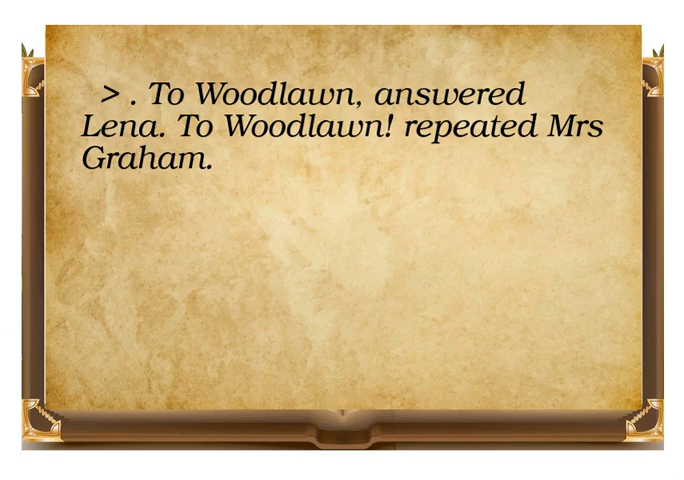 > . To Woodlawn, answered
Lena. To Woodlawn! repeated Mrs
Graham.